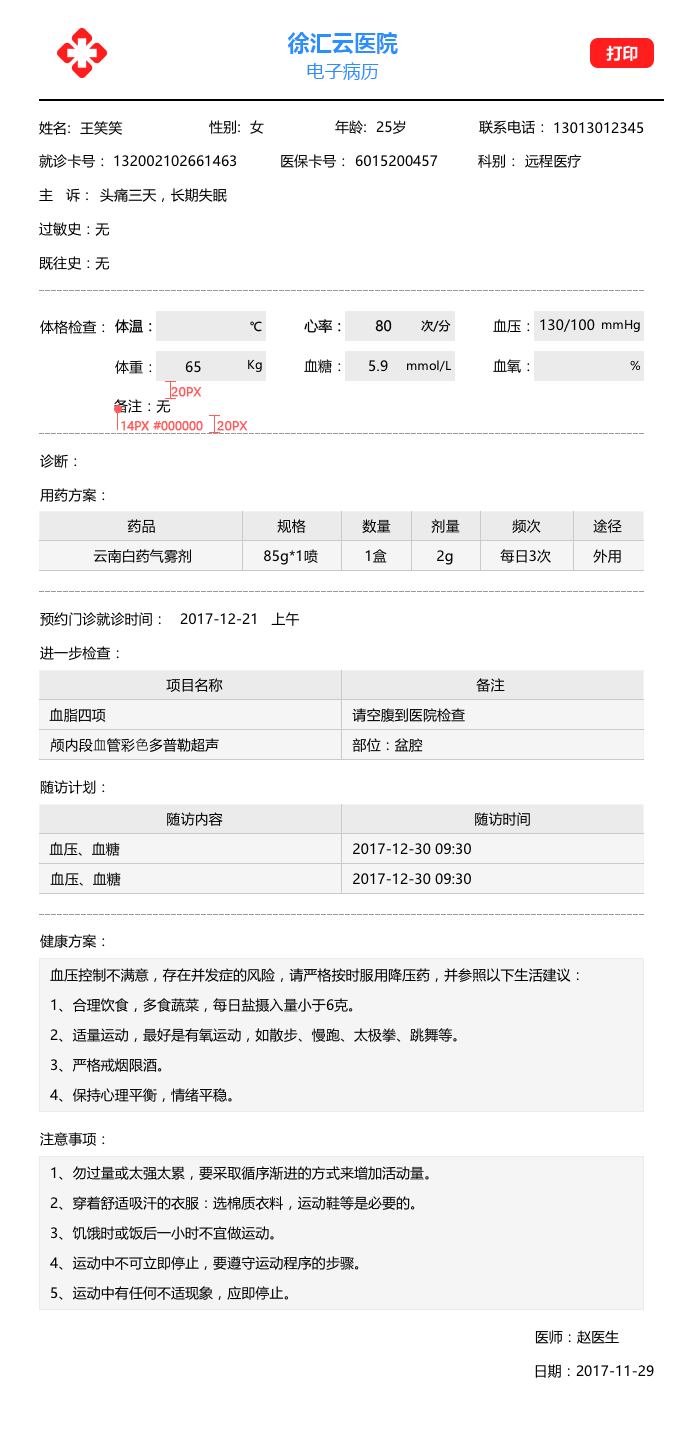 徐汇云医院
电子病历
打印
姓名: 王笑笑 性别: 女 年龄: 25岁 联系电话： 13013012345
就诊卡号： 132002102661463 医保卡号： 6015200457 科别： 远程医疗
主 诉： 头痛三天，长期失眠
过敏史：无
既往史：无
体格检查： 体温： ℃ 心率： 80 次/分 血压： 130/100 mmHg
体重： 65 Kg 血糖： 5.9 mmol/L 血氧： %
20PX
备注：无
14PX #000000 20PX
诊断：
用药方案：
药品 规格 数量 剂量 频次 途径
云南白药气雾剂 85g*1喷 1盒 2g 每日3次 外用
预约门诊就诊时间： 2017-12-21 上午
进一步检查：
项目名称 备注
血脂四项 请空腹到医院检查
颅内段血管彩色多普勒超声 部位：盆腔
随访计划：
随访内容 随访时间
血压、血糖 2017-12-30 09:30
血压、血糖 2017-12-30 09:30
健康方案：
血压控制不满意，存在并发症的风险，请严格按时服用降压药，并参照以下生活建议：
1、合理饮食，多食蔬菜，每日盐摄入量小于6克。
2、适量运动，最好是有氧运动，如散步、慢跑、太极拳、跳舞等。
3、严格戒烟限酒。
4、保持心理平衡，情绪平稳。
注意事项：
1、勿过量或太强太累，要采取循序渐进的方式来增加活动量。
2、穿着舒适吸汗的衣服：选棉质衣料，运动鞋等是必要的。
3、饥饿时或饭后一小时不宜做运动。
4、运动中不可立即停止，要遵守运动程序的步骤。
5、运动中有任何不适现象，应即停止。
医师：赵医生
日期：2017-11-29